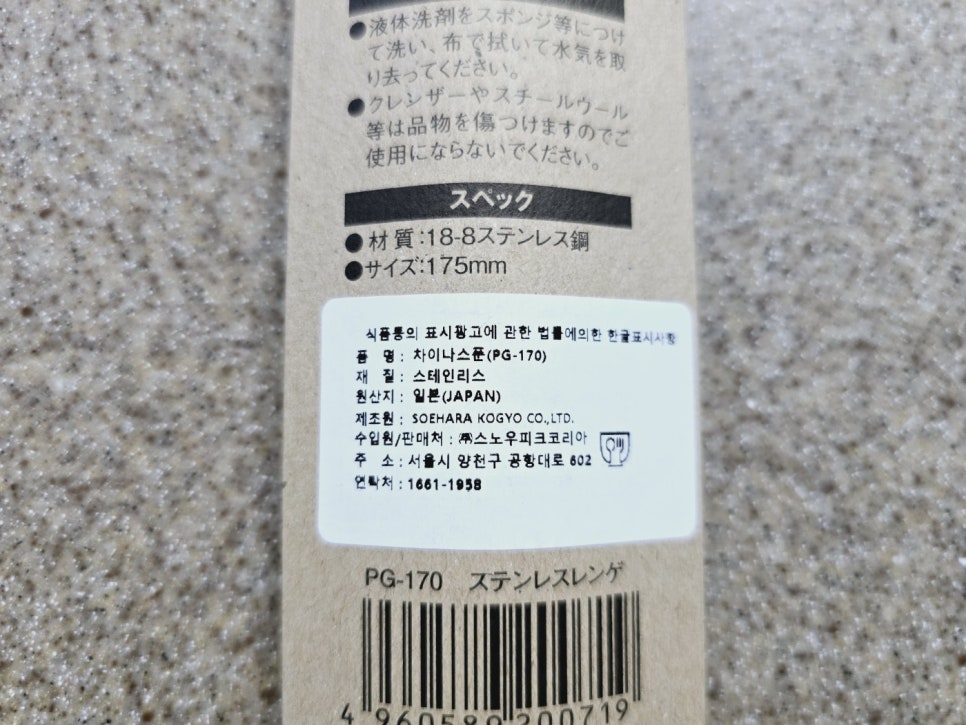 ●液体洗剤をスポンジ等につけ
て洗い、布で拭いて水気を取
り去ってください。
●クレンザーやスチールウール
等は品物を傷つけますのでご
使用にならないでください。
スペック
●材質:18-8ステンレス鋼
●サイズ:175mm
식품등의 표시광고에 관한 법률에의한 한글표시사항
품 명 : 차이나스푼(PG-170)
재 질 : 스테인리스
원산지 : 일본(JAPAN)
제조원 : SOEHARA KOGYO CO.,LTD.
수입원/판매처 : ㈜스노우피크코리아
주 소 : 서울시 양천구 공항대로 602
연락처 : 1661-1958
PG-170 ステンレスレンゲ
4 960589 200719